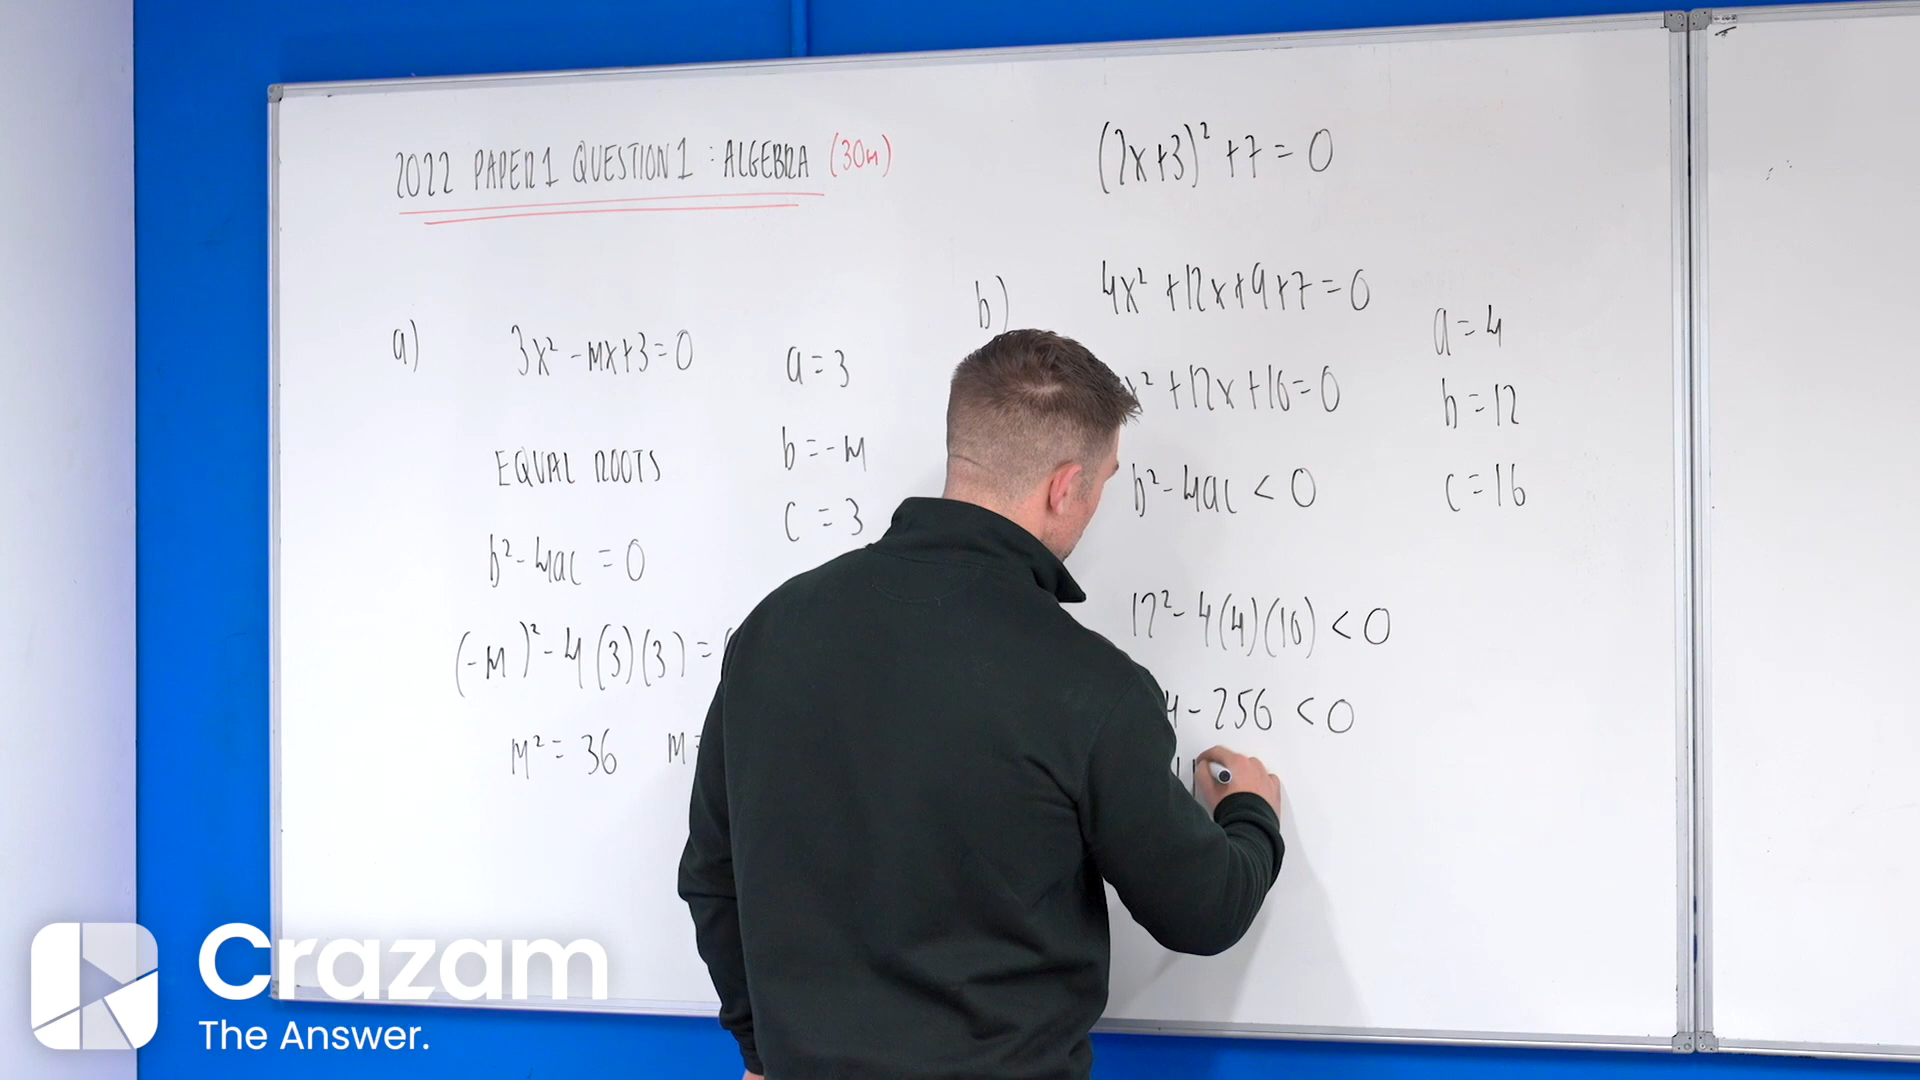 2022 PAPER 1 QUESTION 1 : ALGEBRA (30M)
a)
3x² - mx + 3 = 0
a = 3
b = -m
c = 3
EQUAL ROOTS
b² - 4ac = 0
(-m)² - 4(3)(3) =
m² = 36 m =
b)
(2x+3)² + 7 = 0
4x² + 12x + 9 + 7 = 0
x² + 12x + 16 = 0
a = 4
b = 12
c = 16
b² - 4ac < 0
12² - 4(4)(16) < 0
4 - 256 < 0
Crazam
The Answer.